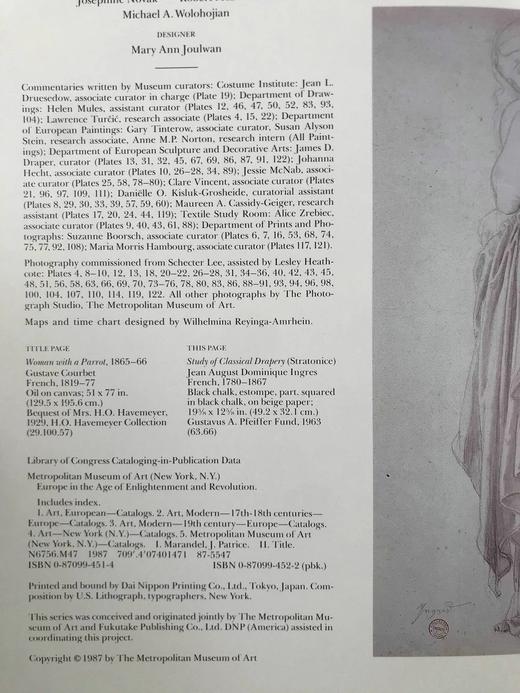 Michael A. Wolohojian
DESIGNER
Mary Ann Joulwan
Commentaries written by Museum curators: Costume Institute: Jean L.
Druesedow, associate curator in charge (Plate 19); Department of Draw-
ings: Helen Mules, assistant curator (Plates 12, 46, 47, 50, 52, 83, 93,
104); Lawrence Turčić, research associate (Plates 4, 15, 22); Department
of European Paintings: Gary Tinterow, associate curator, Susan Alyson
Stein, research associate, Anne M.P. Norton, research intern (All Paint-
ings); Department of European Sculpture and Decorative Arts: James D.
Draper, curator (Plates 13, 31, 32, 45, 67, 69, 86, 87, 91, 122); Johanna
Hecht, associate curator (Plates 10, 26–28, 34, 89); Jessie McNab, associ-
ate curator (Plates 25, 58, 78–80); Clare Vincent, associate curator (Plates
21, 96, 97, 109, 111); Daniëlle O. Kisluk-Grosheide, curatorial assistant
(Plates 8, 29, 30, 33, 39, 57, 59, 60); Maureen A. Cassidy-Geiger, research
assistant (Plates 17, 20, 24, 44, 119); Textile Study Room: Alice Zrebiec,
associate curator (Plates 9, 40, 43, 61, 88); Department of Prints and Pho-
tographs: Suzanne Boorsch, associate curator (Plates 6, 7, 16, 53, 68, 74,
75, 77, 92, 108); Maria Morris Hambourg, associate curator (Plates 117, 121).
Photography commissioned from Schecter Lee, assisted by Lesley Heath-
cote: Plates 4, 8–10, 12, 13, 18, 20–22, 26–28, 31, 34–36, 40, 42, 43, 45,
48, 51, 56, 58, 63, 66, 69, 70, 73–76, 78, 80, 83, 86, 88–91, 93, 94, 96, 98,
100, 104, 107, 110, 114, 119, 122. All other photographs by The Photo-
graph Studio, The Metropolitan Museum of Art.
Maps and time chart designed by Wilhelmina Reyinga-Amrhein.
TITLE PAGE
Woman with a Parrot, 1865–66
Gustave Courbet
French, 1819–77
Oil on canvas; 51 x 77 in.
(129.5 x 195.6 cm.)
Bequest of Mrs. H.O. Havemeyer,
1929, H.O. Havemeyer Collection
(29.100.57)
THIS PAGE
Study of Classical Drapery (Stratonice)
Jean August Dominique Ingres
French, 1780–1867
Black chalk, estompe, part. squared
in black chalk, on beige paper;
19⅜ x 12⅝ in. (49.2 x 32.1 cm.)
Gustavus A. Pfeiffer Fund, 1963
(63.66)
Library of Congress Cataloging-in-Publication Data
Metropolitan Museum of Art (New York, N.Y.)
Europe in the Age of Enlightenment and Revolution.
Includes index.
1. Art, European—Catalogs. 2. Art, Modern—17th-18th centuries—
Europe—Catalogs. 3. Art, Modern—19th century—Europe—Catalogs.
4. Art—New York (N.Y.)—Catalogs. 5. Metropolitan Museum of Art
(New York, N.Y.)—Catalogs. I. Marandel, J. Patrice. II. Title.
N6756.M47 1987 709'.4'07401471 87-5547
ISBN 0-87099-451-4 ISBN 0-87099-452-2 (pbk.)
Printed and bound by Dai Nippon Printing Co., Ltd., Tokyo, Japan. Com-
position by U.S. Lithograph, typographers, New York.
This series was conceived and originated jointly by The Metropolitan Mu-
seum of Art and Fukutake Publishing Co., Ltd. DNP (America) assisted in
coordinating this project.
Copyright © 1987 by The Metropolitan Museum of Art
Ingres